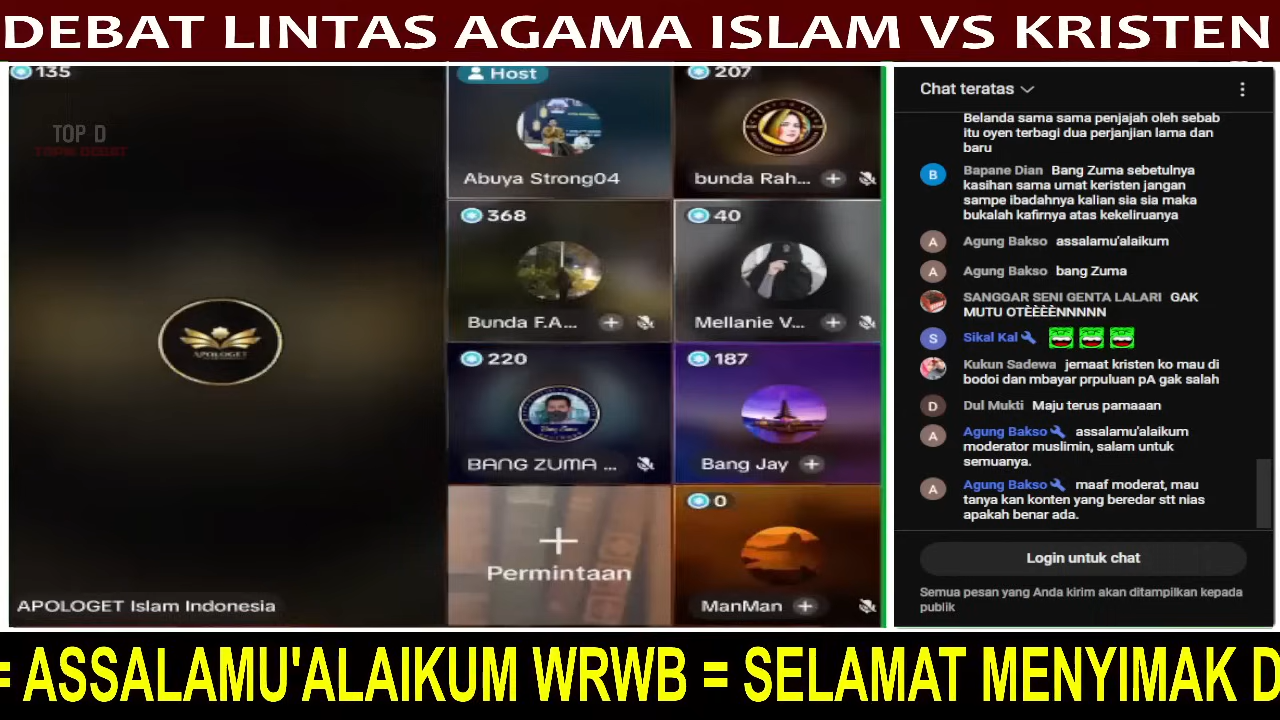 DEBAT LINTAS AGAMA ISLAM VS KRISTEN
135
TOP D
Host
Abuya Strong04
207
bunda Rah...
368
Bunda F.A...
40
Mellanie V...
220
BANG ZUMA ...
187
Bang Jay
Permintaan
0
ManMan
APOLOGET
APOLOGET Islam Indonesia
Chat teratas
Belanda sama sama penjajah oleh sebab
itu oyen terbagi dua perjanjian lama dan
baru
B Bapane Dian Bang Zuma sebetulnya
kasihan sama umat keristen jangan
sampe ibadahnya kalian sia sia maka
bukalah kafirnya atas kekeliruanya
A Agung Bakso assalamu'alaikum
A Agung Bakso bang Zuma
SANGGAR SENI GENTA LALARI GAK
MUTU OTÈÈÈÈNNNNN
S Sikal Kal
Kukun Sadewa jemaat kristen ko mau di
bodoi dan mbayar prpuluan pA gak salah
D Dul Mukti Maju terus pamaaan
A Agung Bakso assalamu'alaikum
moderator muslimin, salam untuk
semuanya.
A Agung Bakso maaf moderat, mau
tanya kan konten yang beredar stt nias
apakah benar ada.
Login untuk chat
Semua pesan yang Anda kirim akan ditampilkan kepada
publik
= ASSALAMU'ALAIKUM WRWB = SELAMAT MENYIMAK D